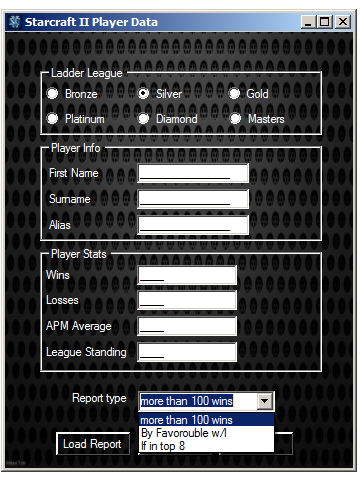 Starcraft II Player Data
Ladder League
Bronze Silver Gold
Platinum Diamond Masters
Player Info
First Name
Surname
Alias
Player Stats
Wins
Losses
APM Average
League Standing
Report type more than 100 wins
more than 100 wins
By Favorouble w/l
If in top 8
Load Report